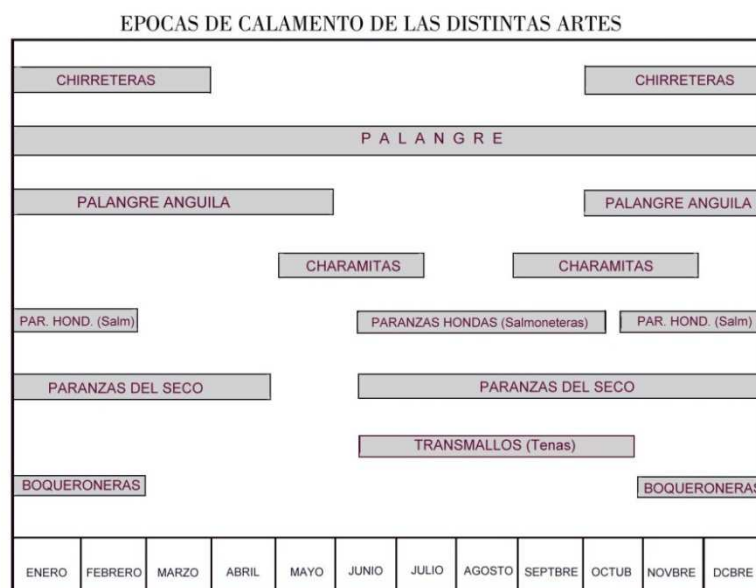 EPOCAS DE CALAMENTO DE LAS DISTINTAS ARTES
CHIRRETERAS CHIRRETERAS
P A L A N G R E
PALANGRE ANGUILA PALANGRE ANGUILA
CHARAMITAS CHARAMITAS
PAR. HOND. (Salm) PARANZAS HONDAS (Salmoneteras) PAR. HOND. (Salm)
PARANZAS DEL SECO PARANZAS DEL SECO
TRANSMALLOS (Tenas)
BOQUERONERAS BOQUERONERAS
ENERO FEBRERO MARZO ABRIL MAYO JUNIO JULIO AGOSTO SEPTBRE OCTUB NOVBRE DCBRE